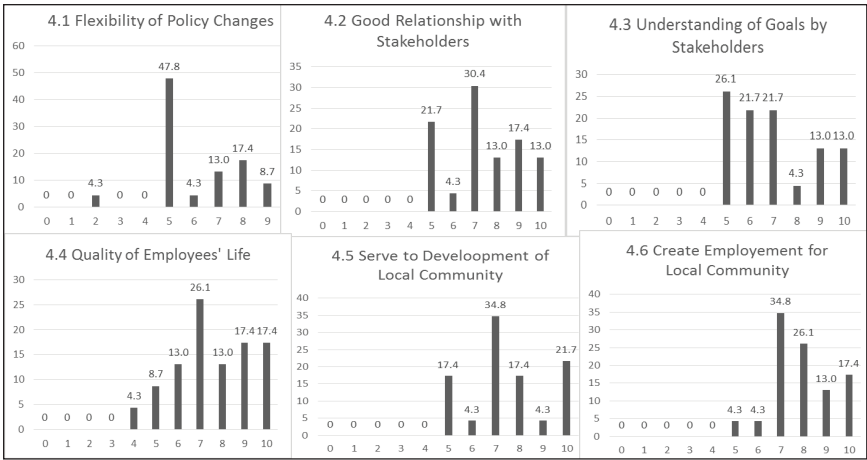 4.1 Flexibility of Policy Changes
60
50
40
30
20
10
0
0 0 4.3 0 0 47.8 4.3 13.0 17.4 8.7
0 1 2 3 4 5 6 7 8 9
4.2 Good Relationship with
Stakeholders
35
30
25
20
15
10
5
0
0 0 0 0 0 21.7 4.3 30.4 13.0 17.4 13.0
0 1 2 3 4 5 6 7 8 9 10
4.3 Understanding of Goals by
Stakeholders
30
25
20
15
10
5
0
0 0 0 0 0 26.1 21.7 21.7 4.3 13.0 13.0
0 1 2 3 4 5 6 7 8 9 10
4.4 Quality of Employees' Life
30
25
20
15
10
5
0
0 0 0 0 4.3 8.7 13.0 26.1 13.0 17.4 17.4
0 1 2 3 4 5 6 7 8 9 10
4.5 Serve to Develoopment of
Local Community
40
35
30
25
20
15
10
5
0
0 0 0 0 0 17.4 4.3 34.8 17.4 4.3 21.7
0 1 2 3 4 5 6 7 8 9 10
4.6 Create Employement for
Local Community
40
35
30
25
20
15
10
5
0
0 0 0 0 0 4.3 4.3 34.8 26.1 13.0 17.4
0 1 2 3 4 5 6 7 8 9 10